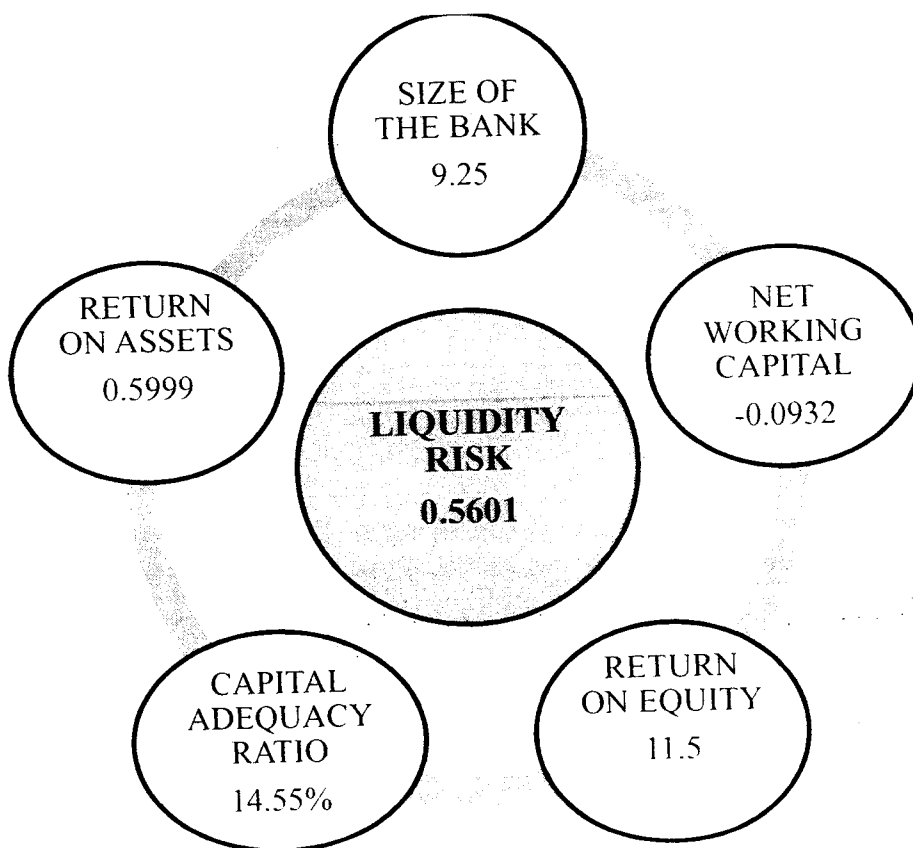 SIZE OF
THE BANK
9.25
RETURN
ON ASSETS
0.5999
NET
WORKING
CAPITAL
-0.0932
LIQUIDITY
RISK
0.5601
CAPITAL
ADEQUACY
RATIO
14.55%
RETURN
ON EQUITY
11.5